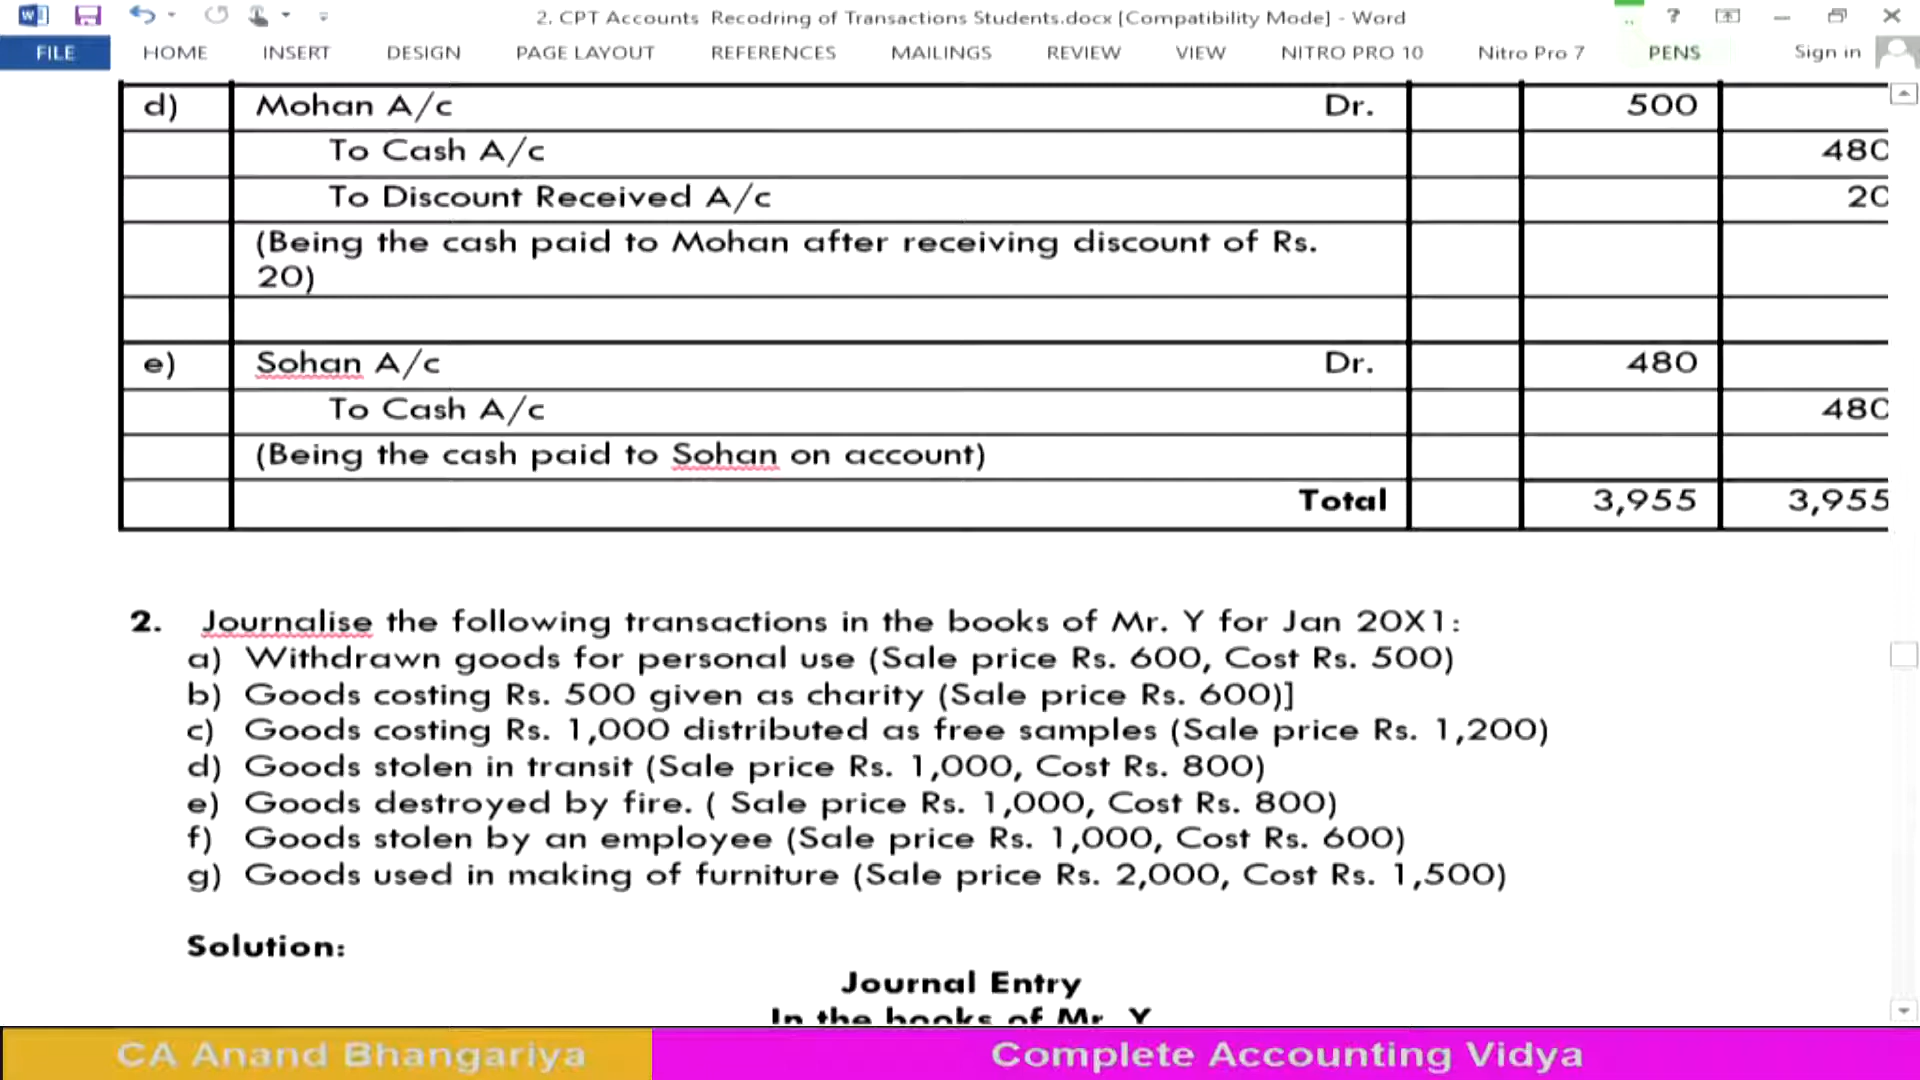 2. CPT Accounts Recodring of Transactions Students.docx [Compatibility Mode] - Word
FILE HOME INSERT DESIGN PAGE LAYOUT REFERENCES MAILINGS REVIEW VIEW NITRO PRO 10 Nitro Pro 7 PENS Sign in
d) Mohan A/c Dr. 500
To Cash A/c 480
To Discount Received A/c 20
(Being the cash paid to Mohan after receiving discount of Rs.
20)
e) Sohan A/c Dr. 480
To Cash A/c 480
(Being the cash paid to Sohan on account)
Total 3,955 3,955
2. Journalise the following transactions in the books of Mr. Y for Jan 20X1:
a) Withdrawn goods for personal use (Sale price Rs. 600, Cost Rs. 500)
b) Goods costing Rs. 500 given as charity (Sale price Rs. 600)]
c) Goods costing Rs. 1,000 distributed as free samples (Sale price Rs. 1,200)
d) Goods stolen in transit (Sale price Rs. 1,000, Cost Rs. 800)
e) Goods destroyed by fire. ( Sale price Rs. 1,000, Cost Rs. 800)
f) Goods stolen by an employee (Sale price Rs. 1,000, Cost Rs. 600)
g) Goods used in making of furniture (Sale price Rs. 2,000, Cost Rs. 1,500)
Solution:
Journal Entry
In the books of Mr. Y
CA Anand Bhangariya Complete Accounting Vidya